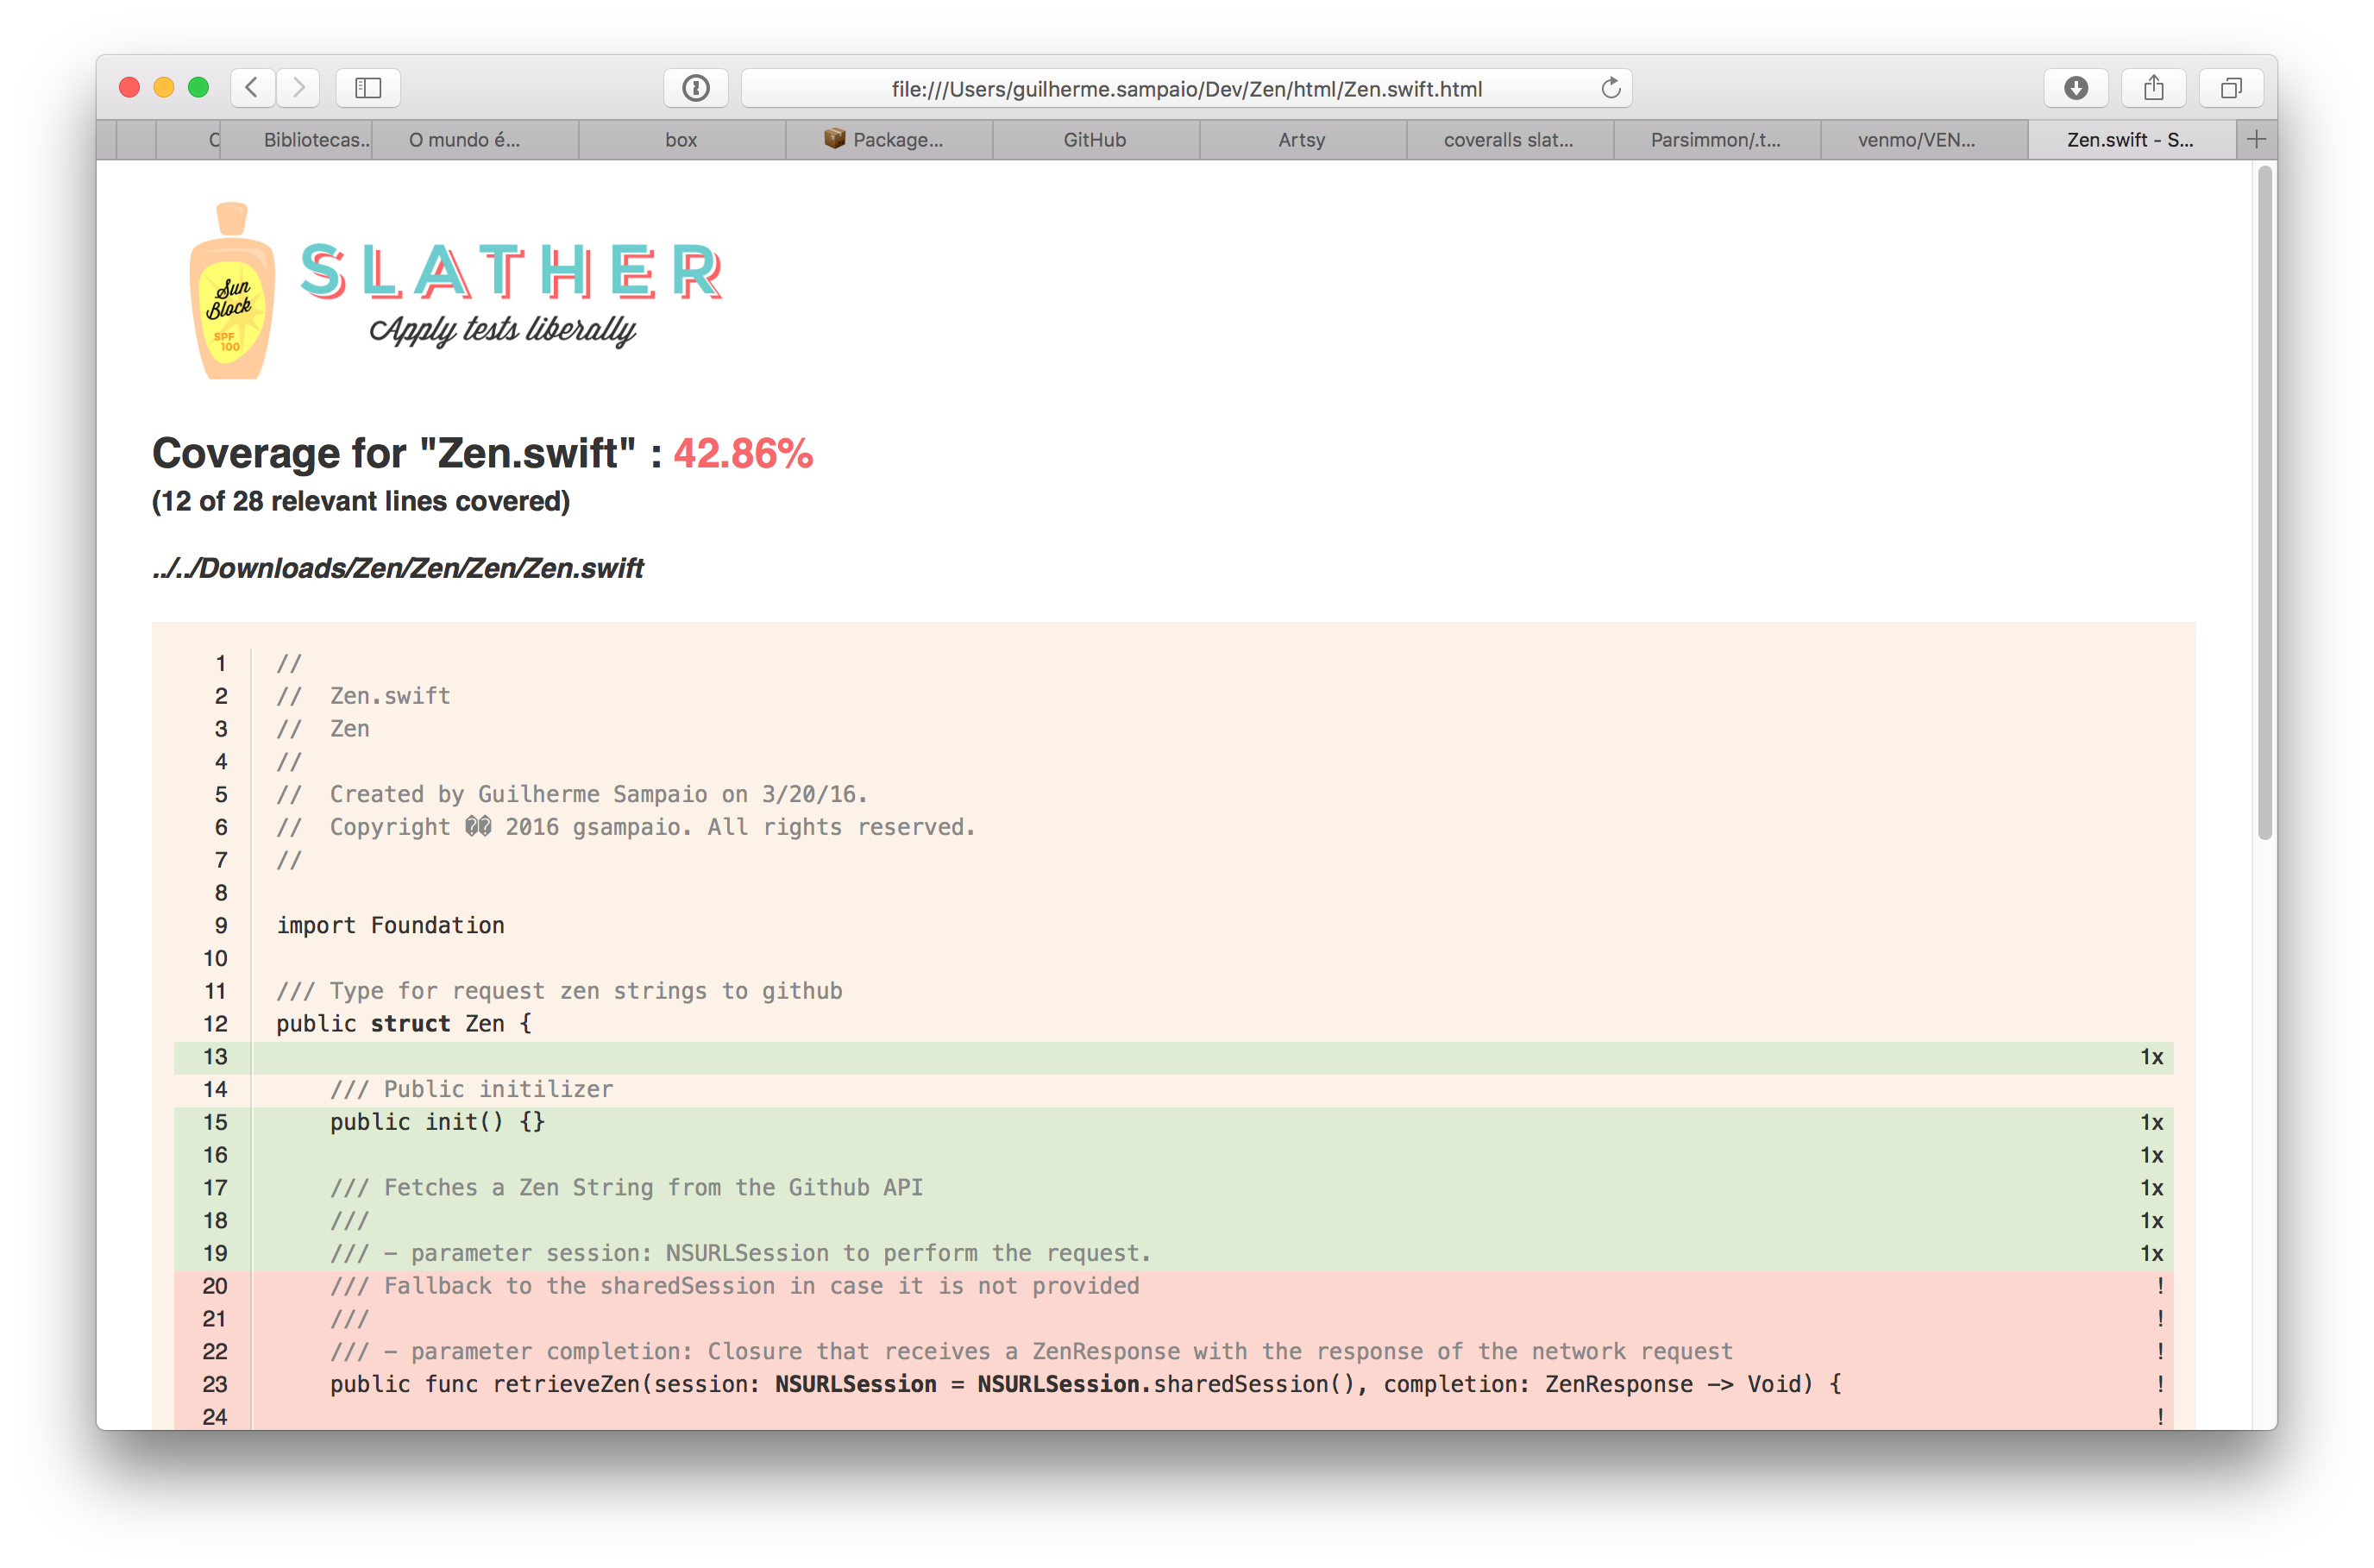 file:///Users/guilherme.sampaio/Dev/Zen/html/Zen.swift.html
Bibliotecas.. O mundo é... box Package... GitHub Artsy coveralls slat... Parsimmon/.t... venmo/VEN... Zen.swift - S... +
Sun
Block
SPF
100
SLATHER
Apply tests liberally
Coverage for "Zen.swift" : 42.86%
(12 of 28 relevant lines covered)
../../Downloads/Zen/Zen/Zen/Zen.swift
1 //
2 //  Zen.swift
3 //  Zen
4 //
5 //  Created by Guilherme Sampaio on 3/20/16.
6 //  Copyright �� 2016 gsampaio. All rights reserved.
7 //
8
9 import Foundation
10
11 /// Type for request zen strings to github
12 public struct Zen {
13 1x
14     /// Public initilizer
15     public init() {} 1x
16 1x
17     /// Fetches a Zen String from the Github API 1x
18     /// 1x
19     /// - parameter session: NSURLSession to perform the request. 1x
20     /// Fallback to the sharedSession in case it is not provided !
21     /// !
22     /// - parameter completion: Closure that receives a ZenResponse with the response of the network request !
23     public func retrieveZen(session: NSURLSession = NSURLSession.sharedSession(), completion: ZenResponse -> Void) { !
24 !